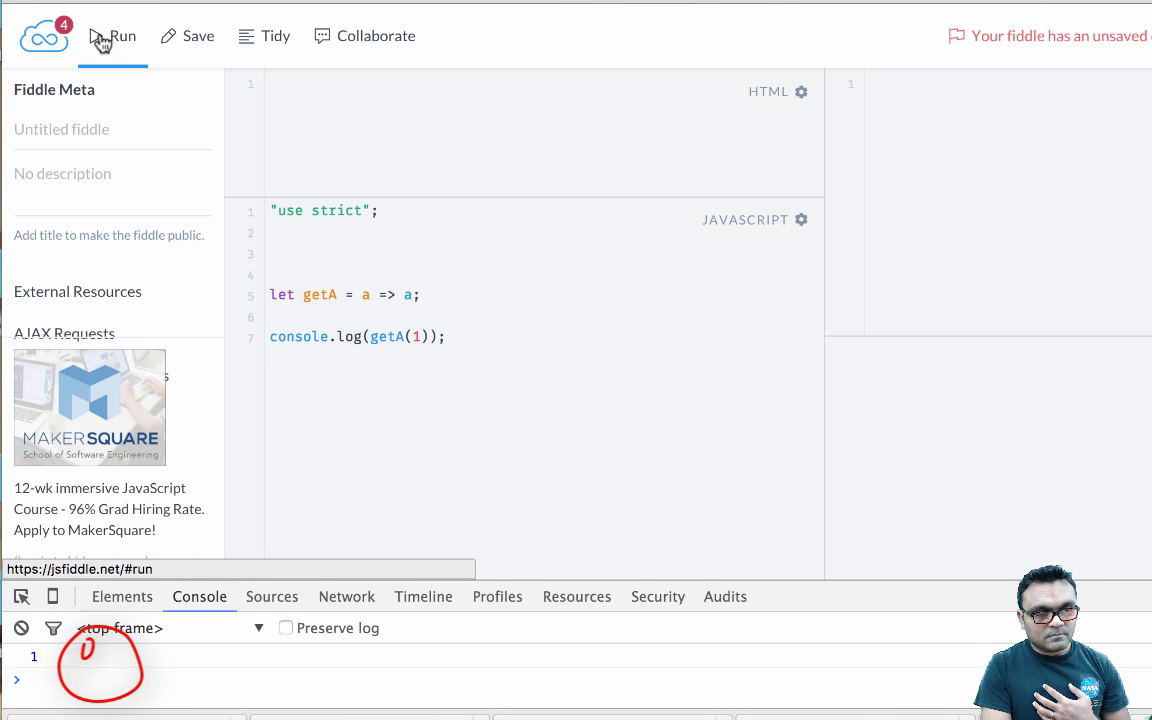 4
Run Save Tidy Collaborate
Your fiddle has an unsaved
Fiddle Meta
Untitled fiddle
No description
Add title to make the fiddle public.
External Resources
AJAX Requests
MAKERSQUARE
School of Software Engineering
12-wk immersive JavaScript
Course - 96% Grad Hiring Rate.
Apply to MakerSquare!
1
HTML
1
JAVASCRIPT
1 "use strict";
2
3
4
5 let getA = a => a;
6
7 console.log(getA(1));
https://jsfiddle.net/#run
Elements Console Sources Network Timeline Profiles Resources Security Audits
<top frame> ▼ Preserve log
1
>
NASA